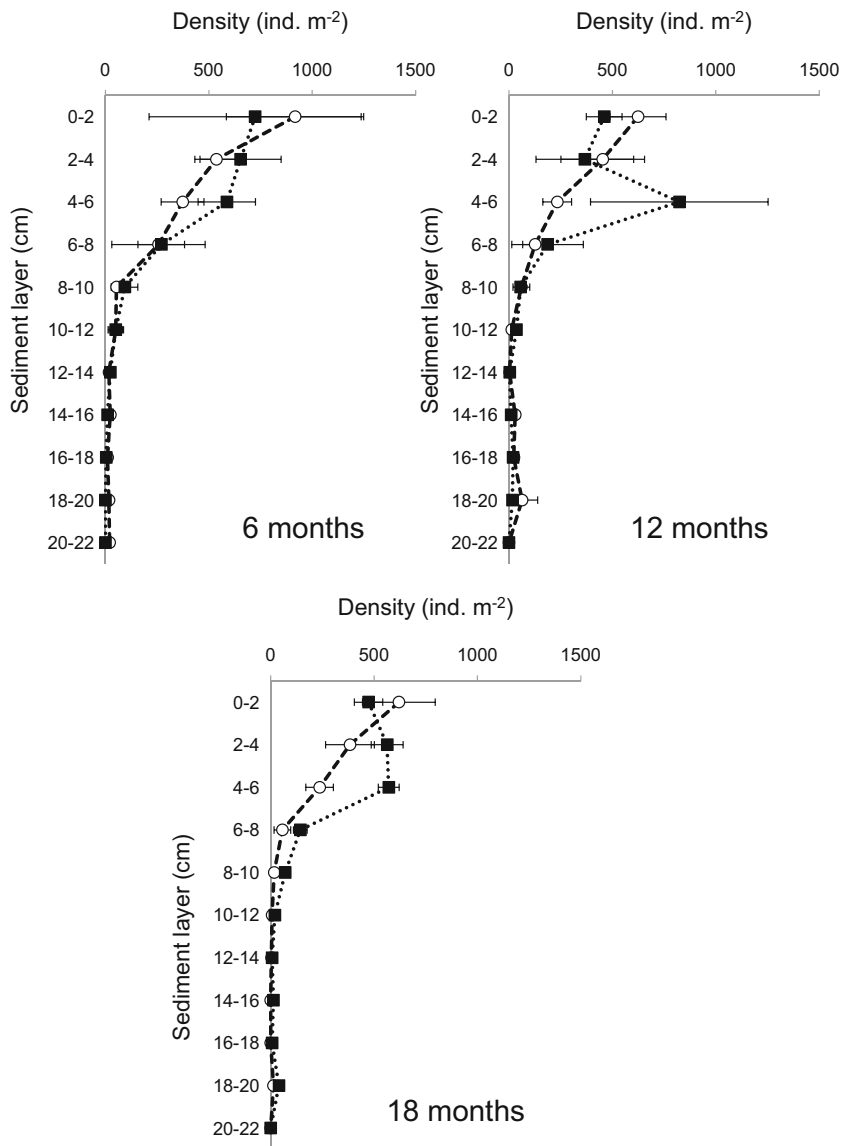 Density (ind. m-2)
0 500 1000 1500
Sediment layer (cm)
0-2
2-4
4-6
6-8
8-10
10-12
12-14
14-16
16-18
18-20
20-22
6 months
Density (ind. m-2)
0 500 1000 1500
Sediment layer (cm)
0-2
2-4
4-6
6-8
8-10
10-12
12-14
14-16
16-18
18-20
20-22
12 months
Density (ind. m-2)
0 500 1000 1500
Sediment layer (cm)
0-2
2-4
4-6
6-8
8-10
10-12
12-14
14-16
16-18
18-20
20-22
18 months